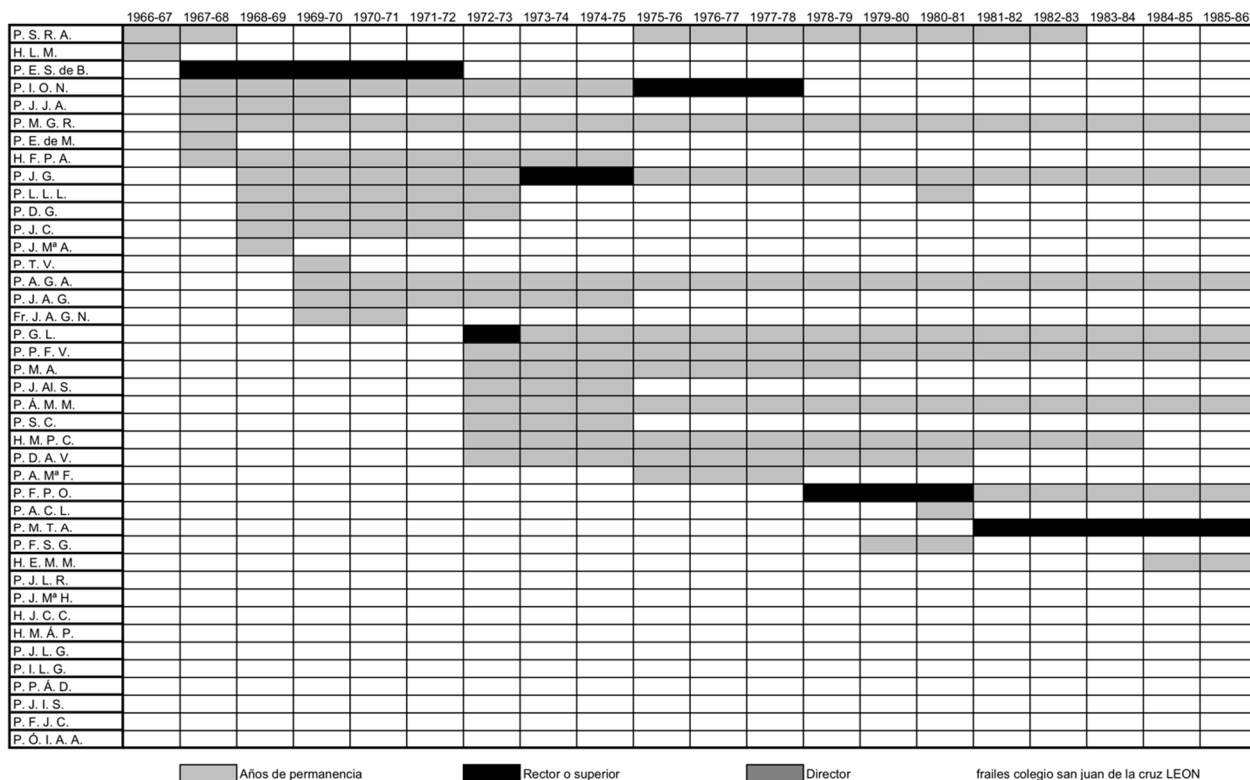 1966-67 1967-68 1968-69 1969-70 1970-71 1971-72 1972-73 1973-74 1974-75 1975-76 1976-77 1977-78 1978-79 1979-80 1980-81 1981-82 1982-83 1983-84 1984-85 1985-86
P. S. R. A.
H. L. M.
P. E. S. de B.
P. I. O. N.
P. J. J. A.
P. M. G. R.
P. E. de M.
H. F. P. A.
P. J. G.
P. L. L. L.
P. D. G.
P. J. C.
P. J. Mª A.
P. T. V.
P. A. G. A.
P. J. A. G.
Fr. J. A. G. N.
P. G. L.
P. P. F. V.
P. M. A.
P. J. Al. S.
P. Á. M. M.
P. S. C.
H. M. P. C.
P. D. A. V.
P. A. Mª F.
P. F. P. O.
P. A. C. L.
P. M. T. A.
P. F. S. G.
H. E. M. M.
P. J. L. R.
P. J. Mª H.
H. J. C. C.
H. M. Á. P.
P. J. L. G.
P. I. L. G.
P. P. Á. D.
P. J. I. S.
P. F. J. C.
P. Ó. I. A. A.
Años de permanencia Rector o superior Director frailes colegio san juan de la cruz LEON